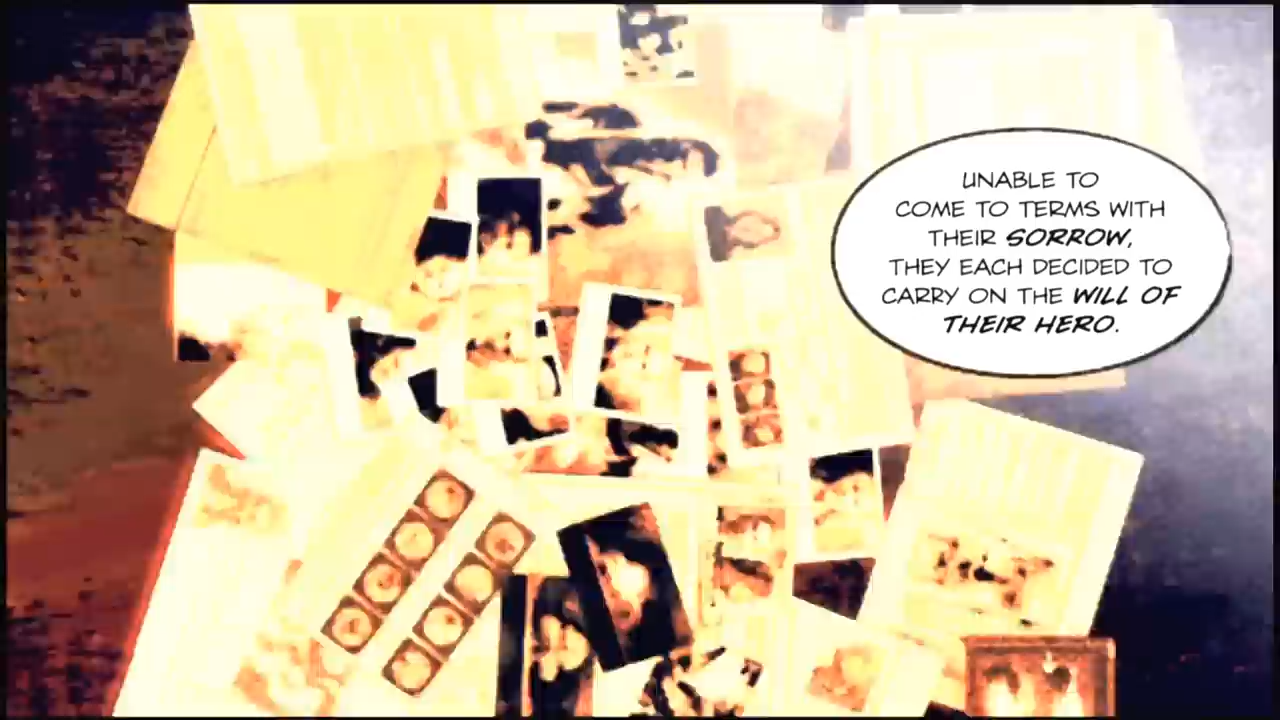 UNABLE TO
COME TO TERMS WITH
THEIR SORROW,
THEY EACH DECIDED TO
CARRY ON THE WILL OF
THEIR HERO.